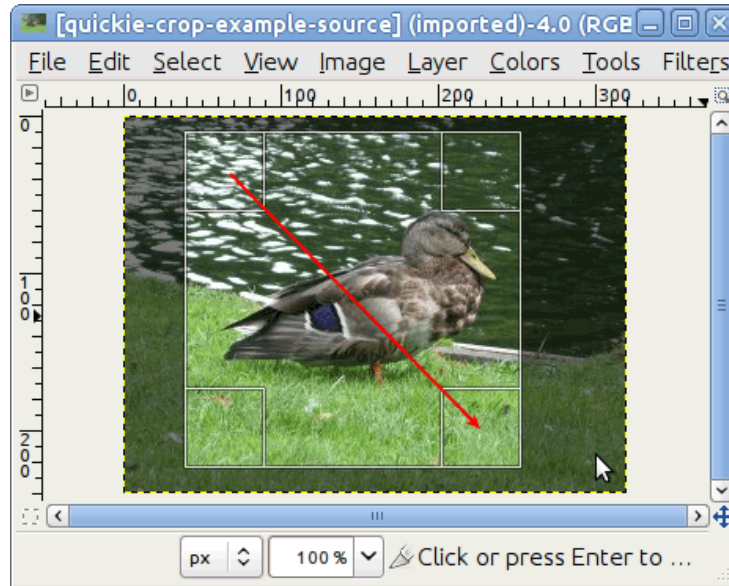 [quickie-crop-example-source] (imported)-4.0 (RGB
File Edit Select View Image Layer Colors Tools Filters
0 100 200 300
0
100
200
px 100 % Click or press Enter to ...